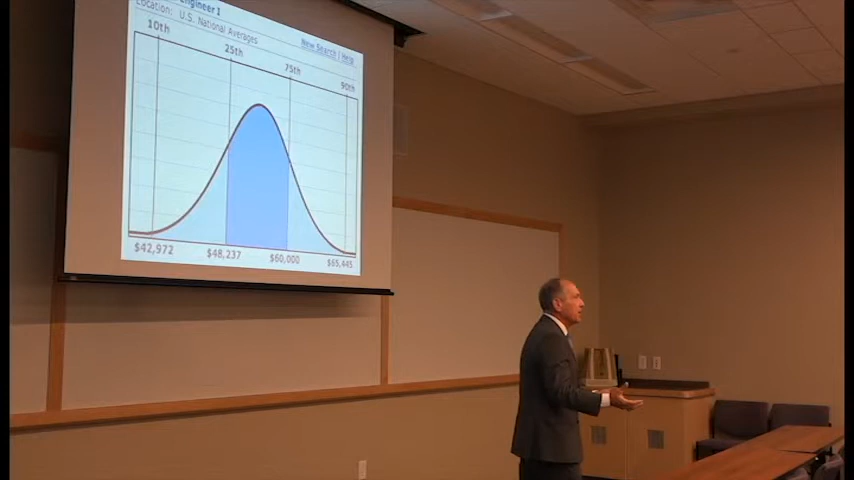 Engineer I
Location: U.S. National Averages
New Search | Help
10th
25th
75th
90th
$42,972
$48,237
$60,000
$65,445